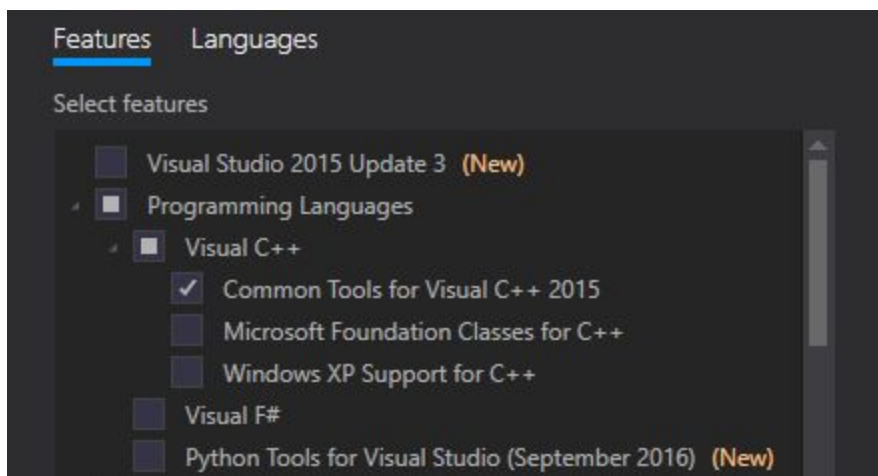 Features Languages
Select features
Visual Studio 2015 Update 3 (New)
Programming Languages
Visual C++
Common Tools for Visual C++ 2015
Microsoft Foundation Classes for C++
Windows XP Support for C++
Visual F#
Python Tools for Visual Studio (September 2016) (New)